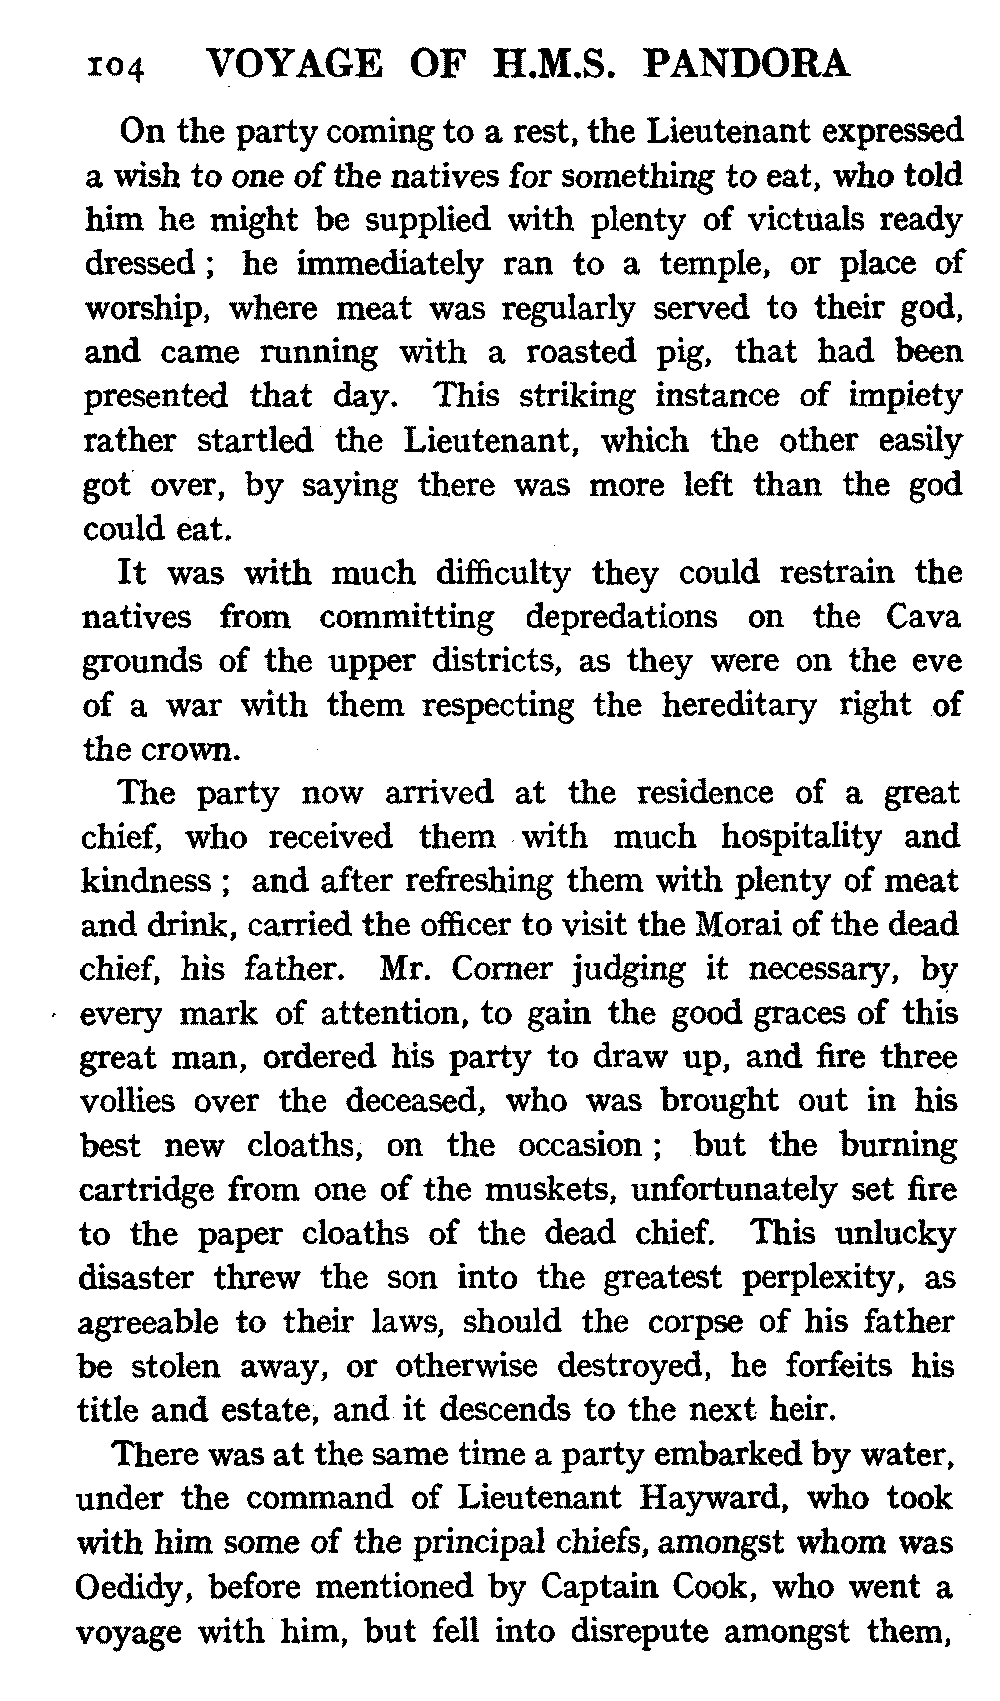 104 VOYAGE OF H.M.S. PANDORA
On the party coming to a rest, the Lieutenant expressed
a wish to one of the natives for something to eat, who told
him he might be supplied with plenty of victuals ready
dressed ; he immediately ran to a temple, or place of
worship, where meat was regularly served to their god,
and came running with a roasted pig, that had been
presented that day. This striking instance of impiety
rather startled the Lieutenant, which the other easily
got over, by saying there was more left than the god
could eat.
It was with much difficulty they could restrain the
natives from committing depredations on the Cava
grounds of the upper districts, as they were on the eve
of a war with them respecting the hereditary right of
the crown.
The party now arrived at the residence of a great
chief, who received them with much hospitality and
kindness ; and after refreshing them with plenty of meat
and drink, carried the officer to visit the Morai of the dead
chief, his father. Mr. Corner judging it necessary, by
every mark of attention, to gain the good graces of this
great man, ordered his party to draw up, and fire three
vollies over the deceased, who was brought out in his
best new cloaths, on the occasion ; but the burning
cartridge from one of the muskets, unfortunately set fire
to the paper cloaths of the dead chief. This unlucky
disaster threw the son into the greatest perplexity, as
agreeable to their laws, should the corpse of his father
be stolen away, or otherwise destroyed, he forfeits his
title and estate, and it descends to the next heir.
There was at the same time a party embarked by water,
under the command of Lieutenant Hayward, who took
with him some of the principal chiefs, amongst whom was
Oedidy, before mentioned by Captain Cook, who went a
voyage with him, but fell into disrepute amongst them,